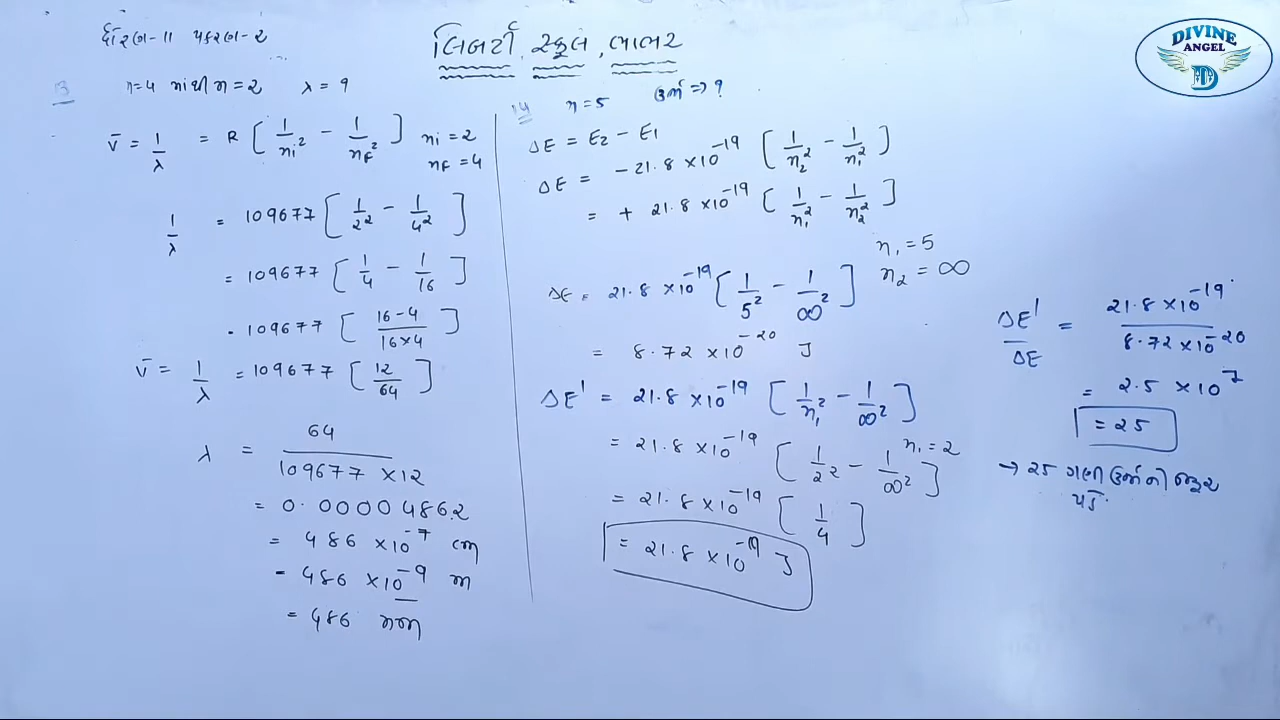 ધોરણ-11 પ્રકરણ-2
લિબર્ટી સ્કૂલ, લાભર
DIVINE
ANGEL
D
13
n=4 માંથી n=2 λ = ?
ν̄ = 1/λ = R [ 1/ni² - 1/nF² ] ni = 2
nF = 4
1/λ = 109677 [ 1/2² - 1/4² ]
= 109677 [ 1/4 - 1/16 ]
= 109677 [ 16-4 / 16×4 ]
ν̄ = 1/λ = 109677 [ 12/64 ]
λ = 64 / 109677 × 12
= 0.0000486.2
= 486 ×10⁻⁷ cm
= 486 ×10⁻⁹ m
= 486 nm
14 n=5 ઉર્જા => ?
ΔE = E2 - E1
ΔE = -21.8 ×10⁻¹⁹ [ 1/n2² - 1/n1² ]
= + 21.8 ×10⁻¹⁹ [ 1/n1² - 1/n2² ]
n1 = 5
n2 = ∞
ΔE = 21.8 ×10⁻¹⁹ [ 1/5² - 1/∞² ]
= 8.72 ×10⁻²⁰ J
ΔE' = 21.8 ×10⁻¹⁹ [ 1/n1² - 1/∞² ]
n1 = 2
= 21.8 ×10⁻¹⁹ [ 1/2² - 1/∞² ]
= 21.8 ×10⁻¹⁹ [ 1/4 ]
= 21.8 ×10⁻¹⁹ J
ΔE'/ΔE = 21.8 ×10⁻¹⁹ / 8.72 ×10⁻²⁰
= 2.5 ×10⁷
= 25
→ 25 ગણી ઉર્જાની જરૂર
પડે.